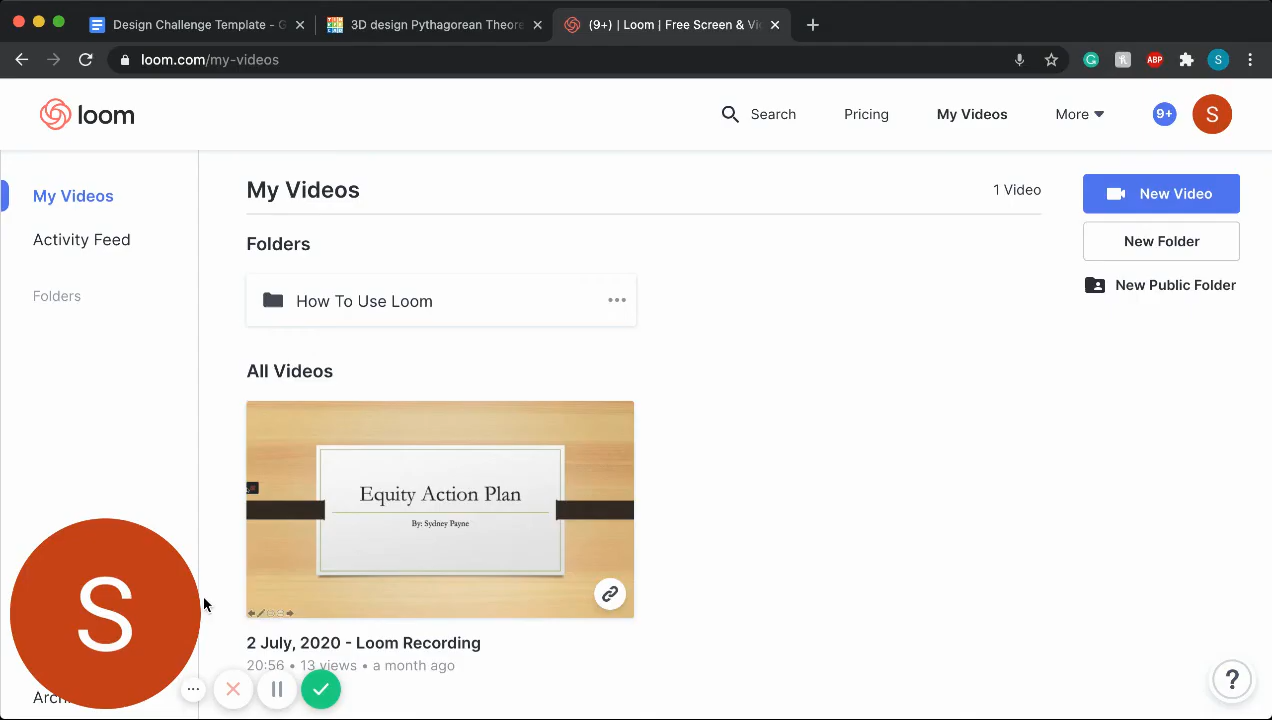 Design Challenge Template - G
3D design Pythagorean Theore
(9+) | Loom | Free Screen & Vi
loom.com/my-videos
ABP
S
loom
Search
Pricing
My Videos
More
9+
S
My Videos
Activity Feed
Folders
My Videos
1 Video
New Video
New Folder
New Public Folder
Folders
How To Use Loom
All Videos
Equity Action Plan
By: Sydney Payne
2 July, 2020 - Loom Recording
20:56 • 13 views • a month ago
S
?